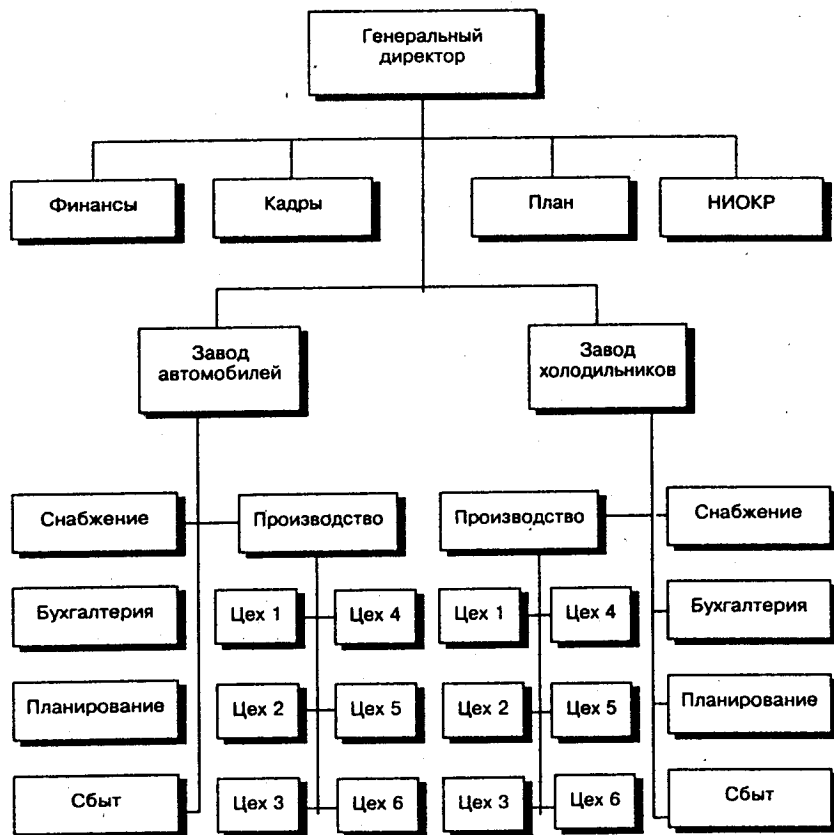 Генеральный
директор
Финансы
Кадры
План
НИОКР
Завод
автомобилей
Завод
холодильников
Снабжение
Производство
Производство
Снабжение
Бухгалтерия
Цех 1
Цех 4
Цех 1
Цех 4
Бухгалтерия
Планирование
Цех 2
Цех 5
Цех 2
Цех 5
Планирование
Сбыт
Цех 3
Цех 6
Цех 3
Цех 6
Сбыт